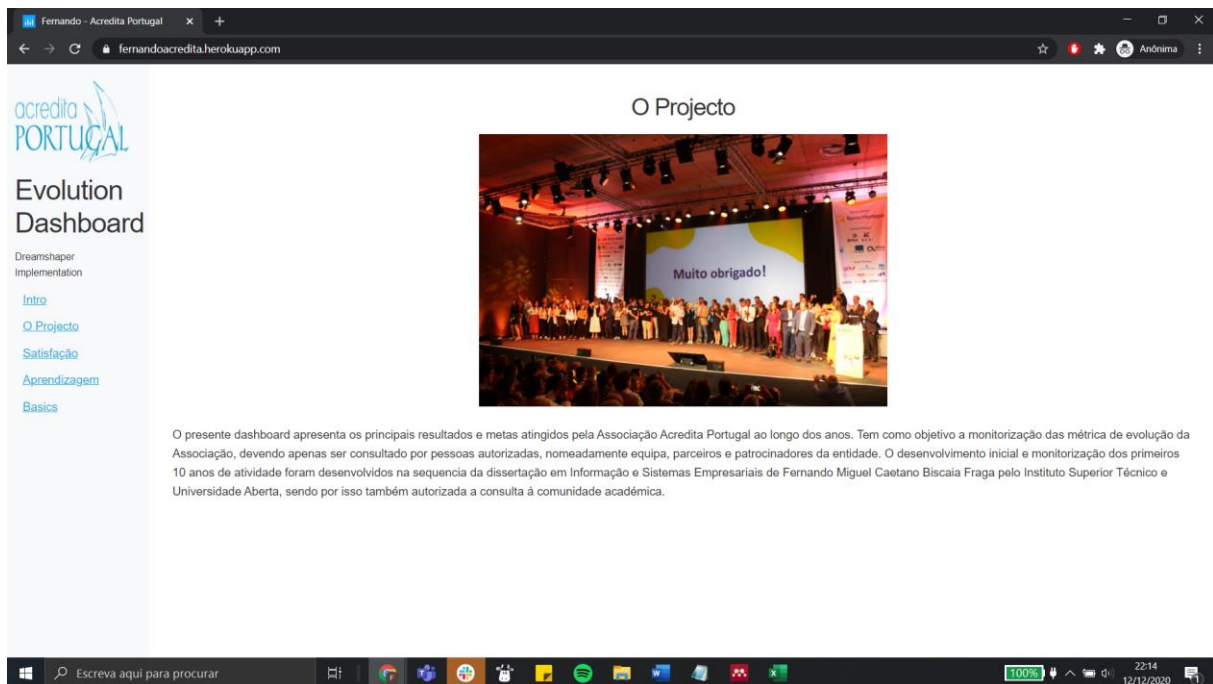 Fernando - Acredita Portugal
fernandoacredita.herokuapp.com
Anônima
acredita
PORTUGAL
Evolution
Dashboard
Dreamshaper
Implementation
Intro
O Projecto
Satisfação
Aprendizagem
Basics
O Projecto
Muito obrigado!
O presente dashboard apresenta os principais resultados e metas atingidos pela Associação Acredita Portugal ao longo dos anos. Tem como objetivo a monitorização das métrica de evolução da
Associação, devendo apenas ser consultado por pessoas autorizadas, nomeadamente equipa, parceiros e patrocinadores da entidade. O desenvolvimento inicial e monitorização dos primeiros
10 anos de atividade foram desenvolvidos na sequencia da dissertação em Informação e Sistemas Empresariais de Fernando Miguel Caetano Biscaia Fraga pelo Instituto Superior Técnico e
Universidade Aberta, sendo por isso também autorizada a consulta à comunidade académica.
Escreva aqui para procurar
100%
22:14
12/12/2020